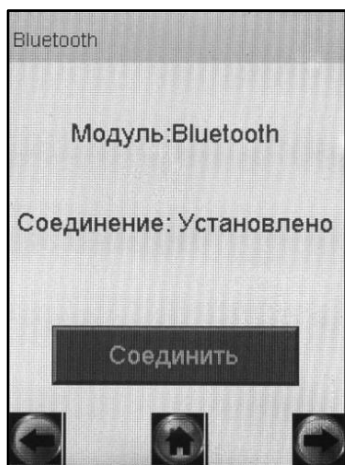 Bluetooth
Модуль:Bluetooth
Соединение: Установлено
Соединить